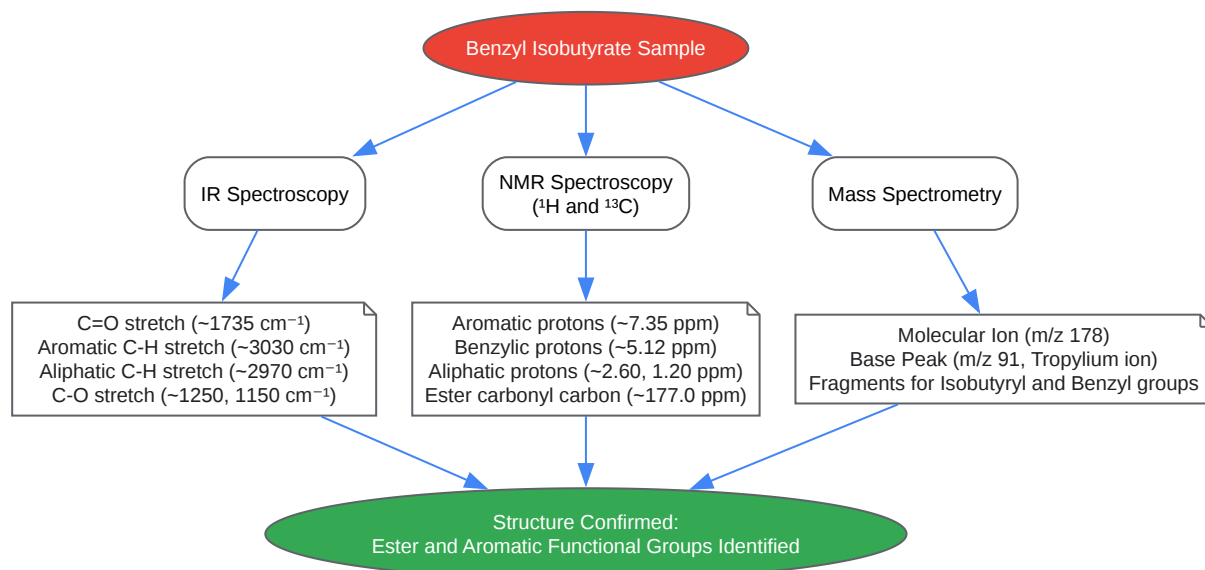 Benzyl Isobutyrate Sample
IR Spectroscopy
NMR Spectroscopy
(¹H and ¹³C)
Mass Spectrometry
C=O stretch (~1735 cm⁻¹)
Aromatic C-H stretch (~3030 cm⁻¹)
Aliphatic C-H stretch (~2970 cm⁻¹)
C-O stretch (~1250, 1150 cm⁻¹)
Aromatic protons (~7.35 ppm)
Benzylic protons (~5.12 ppm)
Aliphatic protons (~2.60, 1.20 ppm)
Ester carbonyl carbon (~177.0 ppm)
Molecular Ion (m/z 178)
Base Peak (m/z 91, Tropylium ion)
Fragments for Isobutyryl and Benzyl groups
Structure Confirmed:
Ester and Aromatic Functional Groups Identified